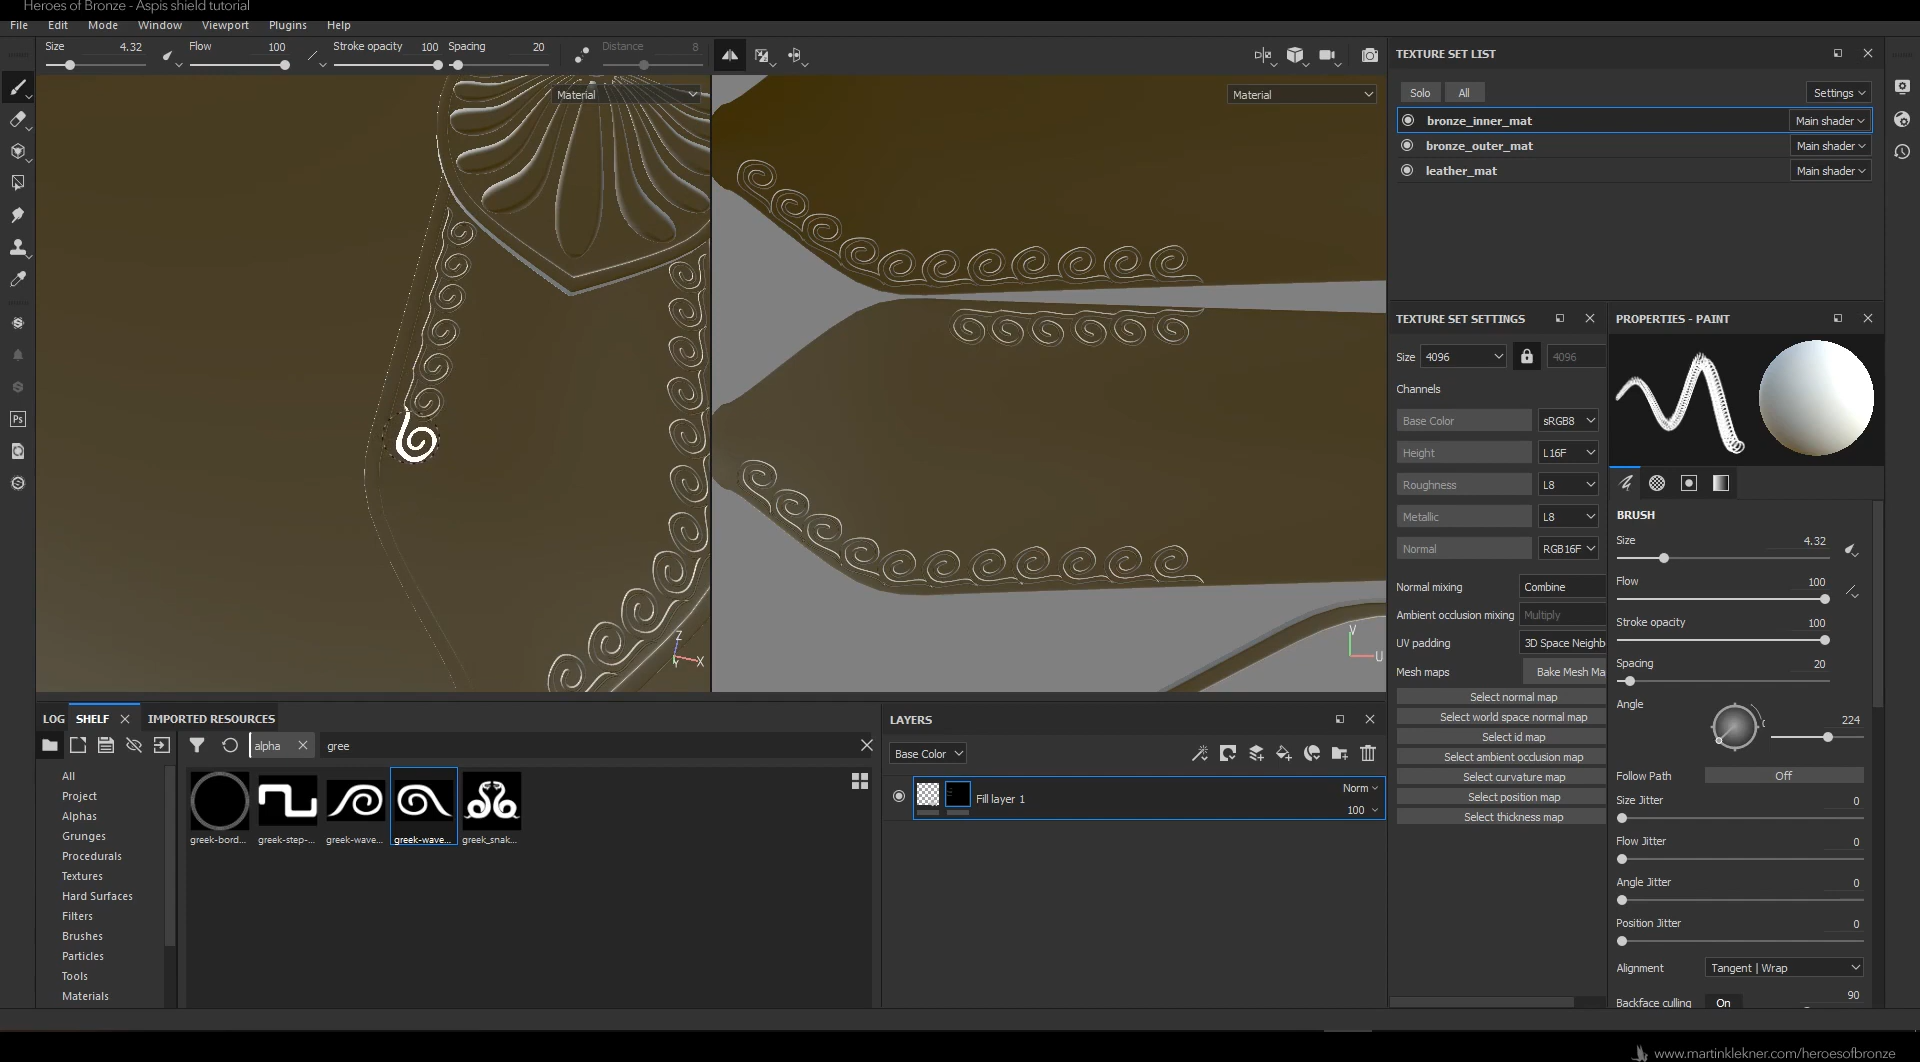 Heroes of Bronze - Aspis shield tutorial
File Edit Mode Window Viewport Plugins Help
Size 4.32 Flow 100 Stroke opacity 100 Spacing 20 Distance 8
Material
Material
TEXTURE SET LIST
Solo All Settings
bronze_inner_mat Main shader
bronze_outer_mat Main shader
leather_mat Main shader
TEXTURE SET SETTINGS
Size 4096 4096
Channels
Base Color sRGB8
Height L16F
Roughness L8
Metallic L8
Normal RGB16F
Normal mixing Combine
Ambient occlusion mixing Multiply
UV padding 3D Space Neighb
Mesh maps Bake Mesh Ma
Select normal map
Select world space normal map
Select id map
Select ambient occlusion map
Select curvature map
Select position map
Select thickness map
PROPERTIES - PAINT
BRUSH
Size 4.32
Flow 100
Stroke opacity 100
Spacing 20
Angle 224
Follow Path Off
Size Jitter 0
Flow Jitter 0
Angle Jitter 0
Position Jitter 0
Alignment Tangent | Wrap
Backface culling On 90
Z
Y X
V
U
Ps
LOG SHELF IMPORTED RESOURCES
alpha gree
All
Project
Alphas
Grunges
Procedurals
Textures
Hard Surfaces
Filters
Brushes
Particles
Tools
Materials
greek-bord... greek-step-... greek-wave... greek-wave... greek_snak...
LAYERS
Base Color
Fill layer 1 Norm
100
www.martinklekner.com/heroesofbronze